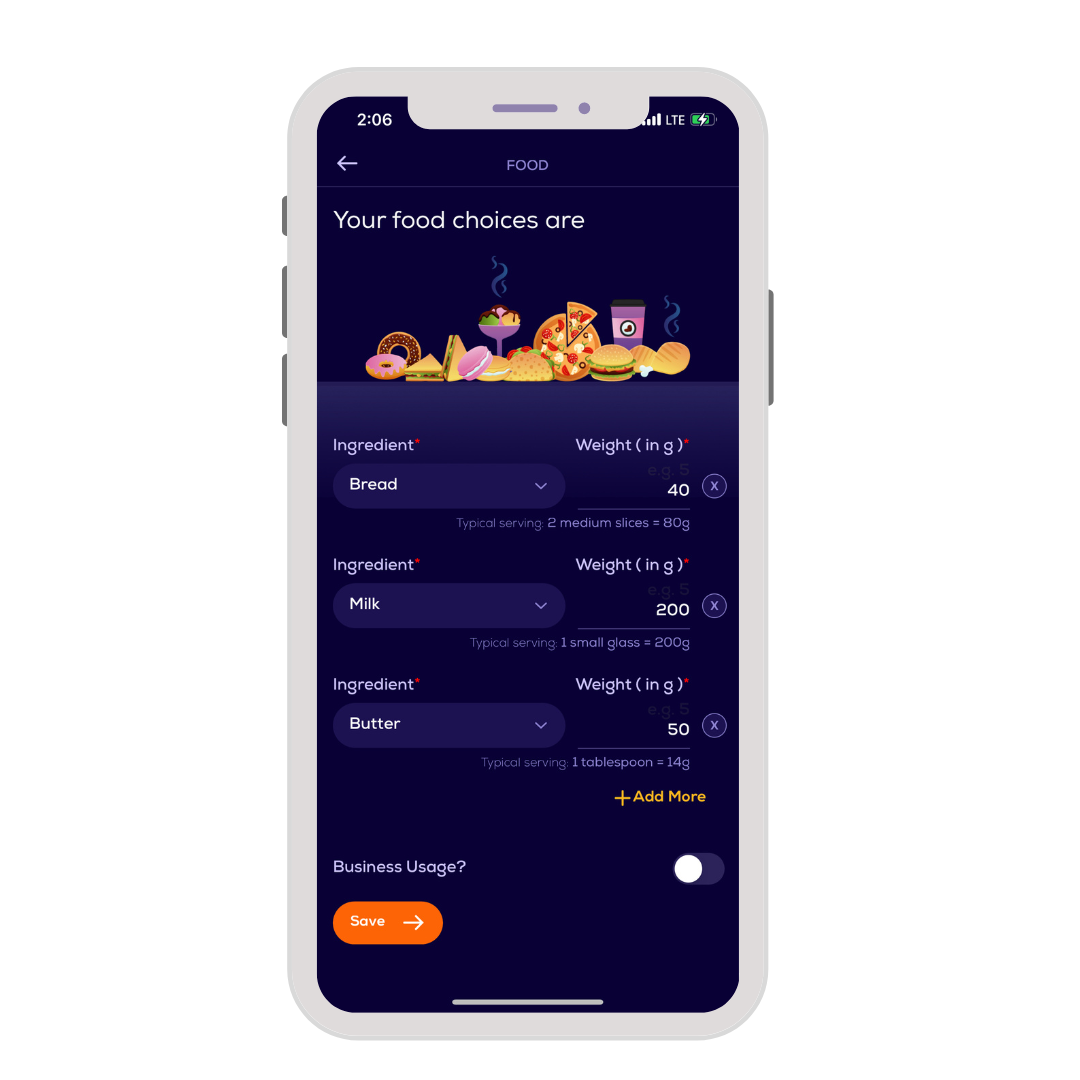 2:06
LTE
FOOD
Your food choices are
Ingredient* Weight ( in g )*
e.g. 5
Bread 40 X
Typical serving: 2 medium slices = 80g
Ingredient* Weight ( in g )*
e.g. 5
Milk 200 X
Typical serving: 1 small glass = 200g
Ingredient* Weight ( in g )*
e.g. 5
Butter 50 X
Typical serving: 1 tablespoon = 14g
+Add More
Business Usage?
Save →